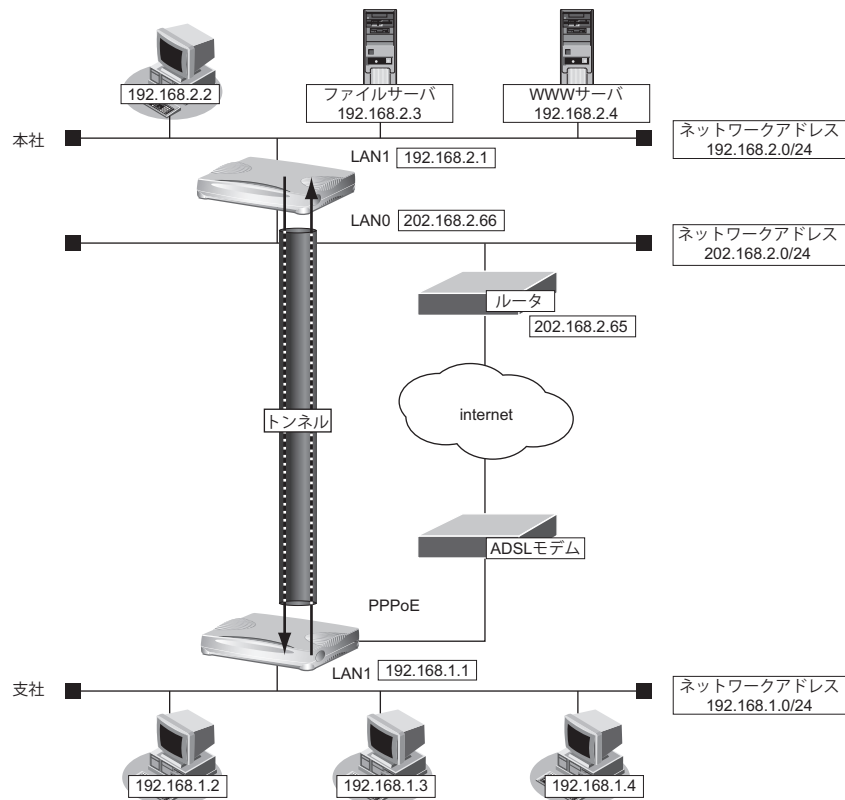 192.168.2.2
ファイルサーバ
192.168.2.3
WWWサーバ
192.168.2.4
本社
ネットワークアドレス
192.168.2.0/24
LAN1 192.168.2.1
LAN0 202.168.2.66
ネットワークアドレス
202.168.2.0/24
ルータ
202.168.2.65
internet
トンネル
ADSLモデム
PPPoE
LAN1 192.168.1.1
支社
ネットワークアドレス
192.168.1.0/24
192.168.1.2
192.168.1.3
192.168.1.4